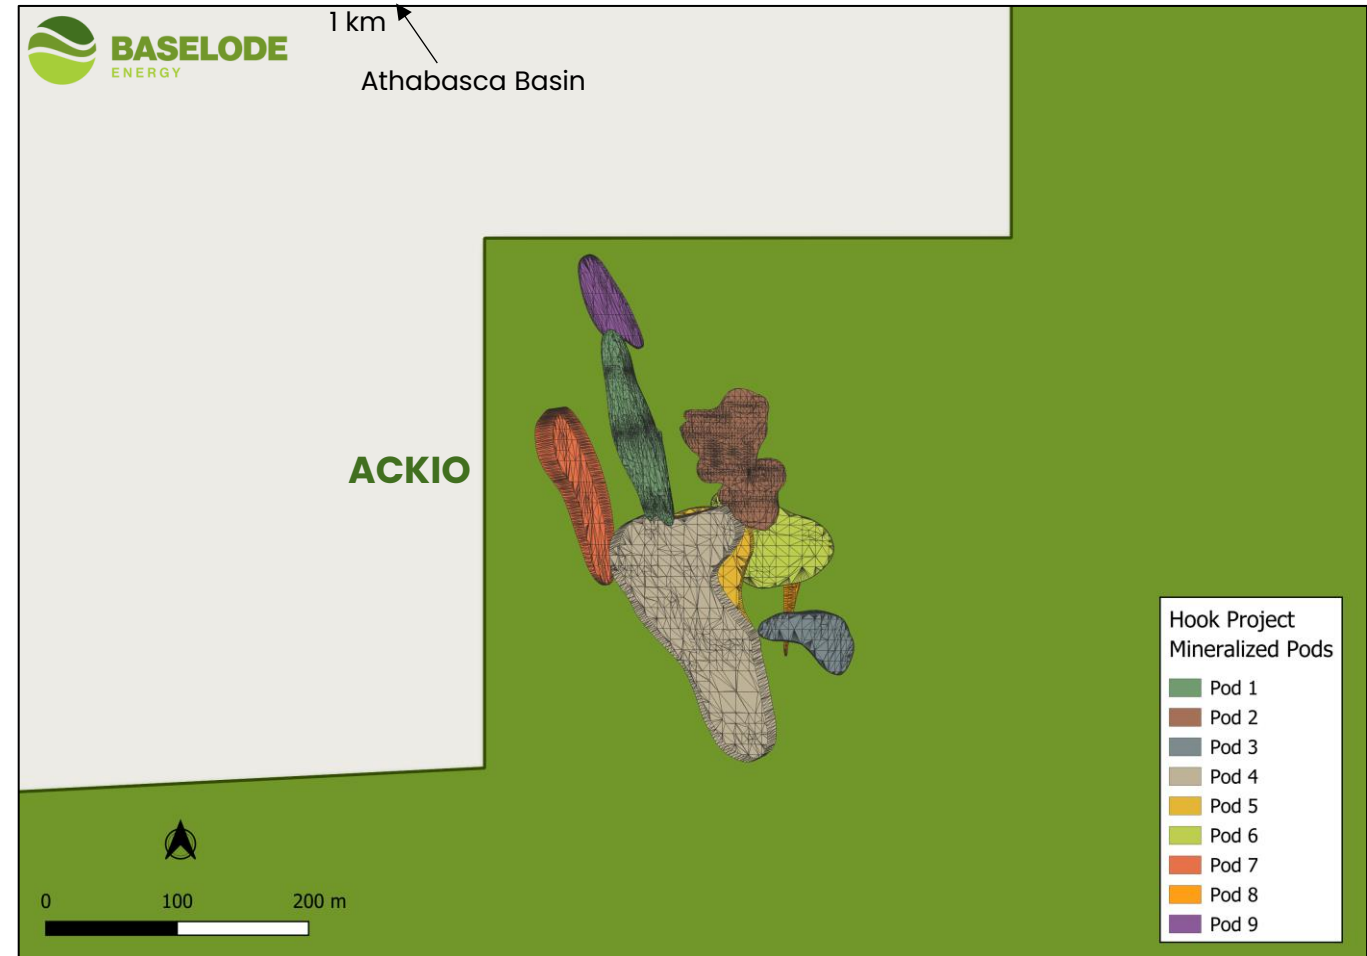 BASELODE
ENERGY
1 km
Athabasca Basin
ACKIO
Hook Project
Mineralized Pods
Pod 1
Pod 2
Pod 3
Pod 4
Pod 5
Pod 6
Pod 7
Pod 8
Pod 9
0 100 200 m